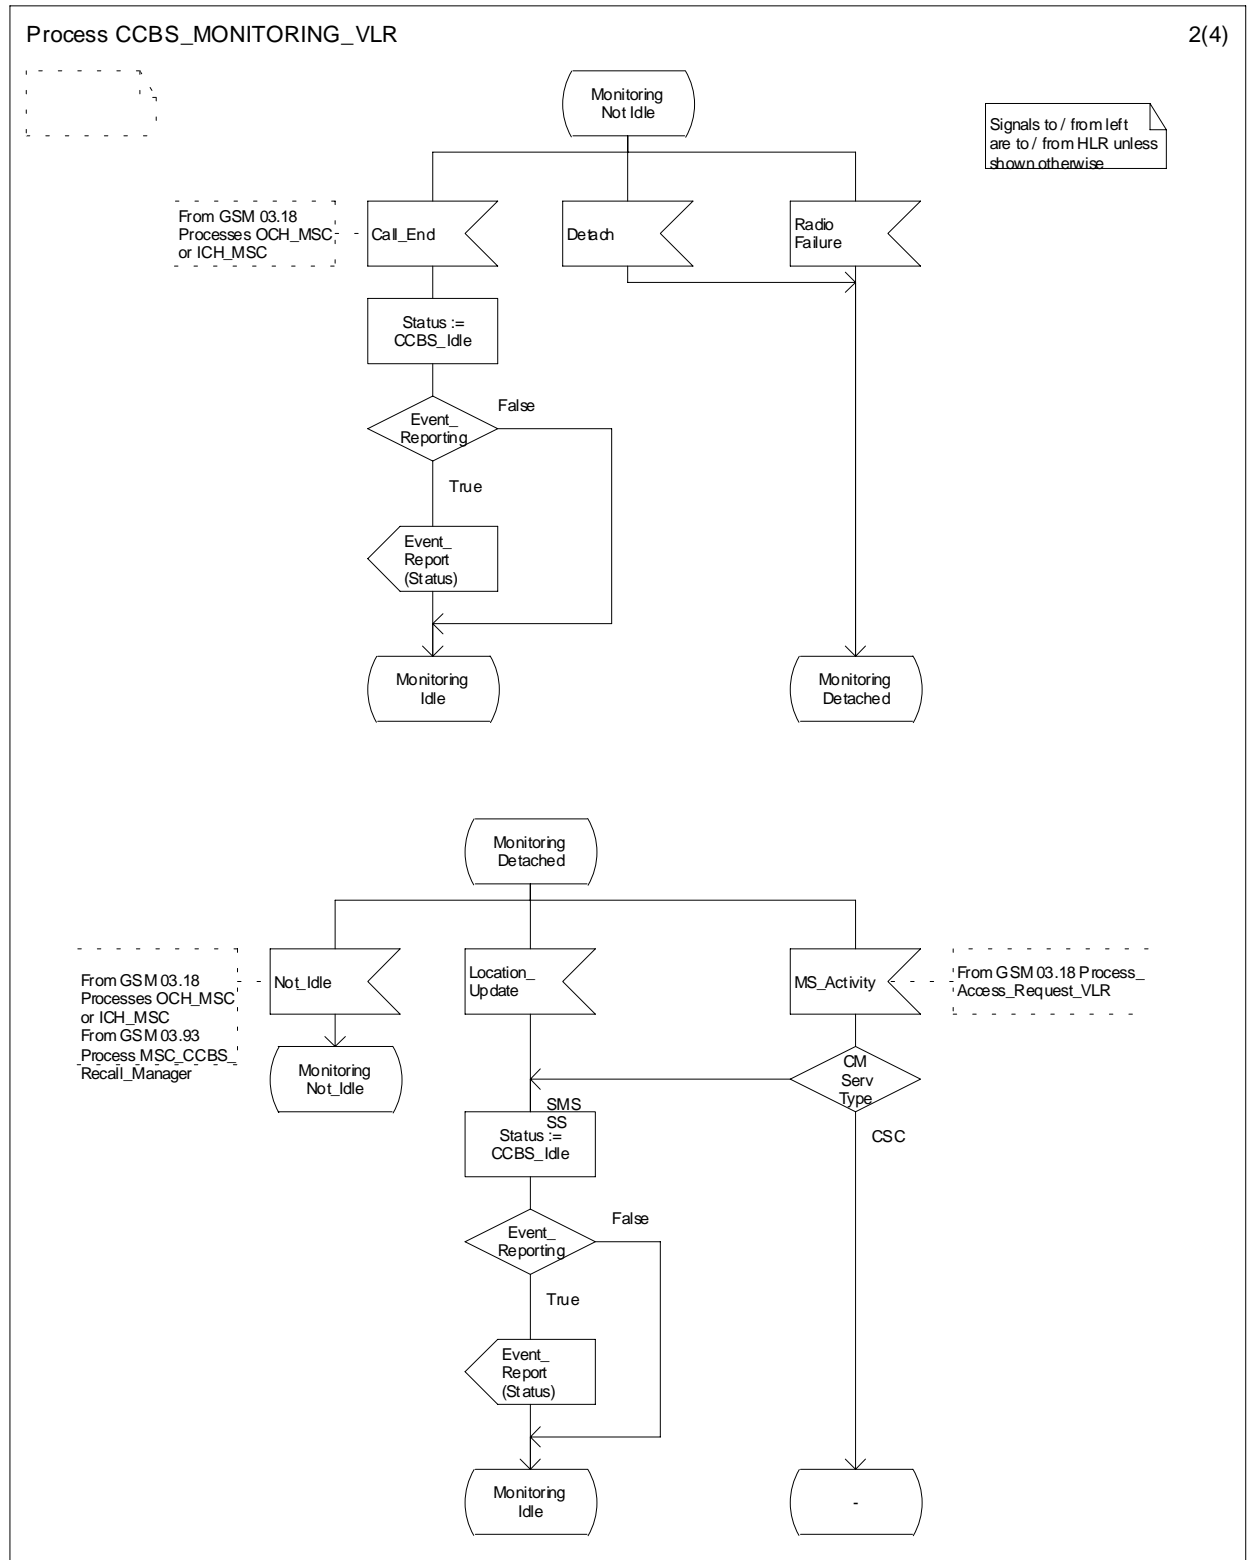 Process CCBS_MONITORING_VLR
2(4)
Monitoring
Not Idle
Signals to / from left
are to / from HLR unless
shown otherwise
From GSM 03.18
Processes OCH_MSC
or ICH_MSC
Call_End
Detach
Radio
Failure
Status :=
CCBS_Idle
Event_
Reporting
False
True
Event_
Report
(Status)
Monitoring
Idle
Monitoring
Detached
Monitoring
Detached
From GSM 03.18
Processes OCH_MSC
or ICH_MSC
From GSM 03.93
Process MSC_CCBS_
Recall_Manager
Not_Idle
Location_
Update
MS_Activity
From GSM 03.18 Process_
Access_Request_VLR
Monitoring
Not_Idle
CM
Serv
Type
SMS
SS
CSC
Status :=
CCBS_Idle
Event_
Reporting
False
True
Event_
Report
(Status)
Monitoring
Idle
-